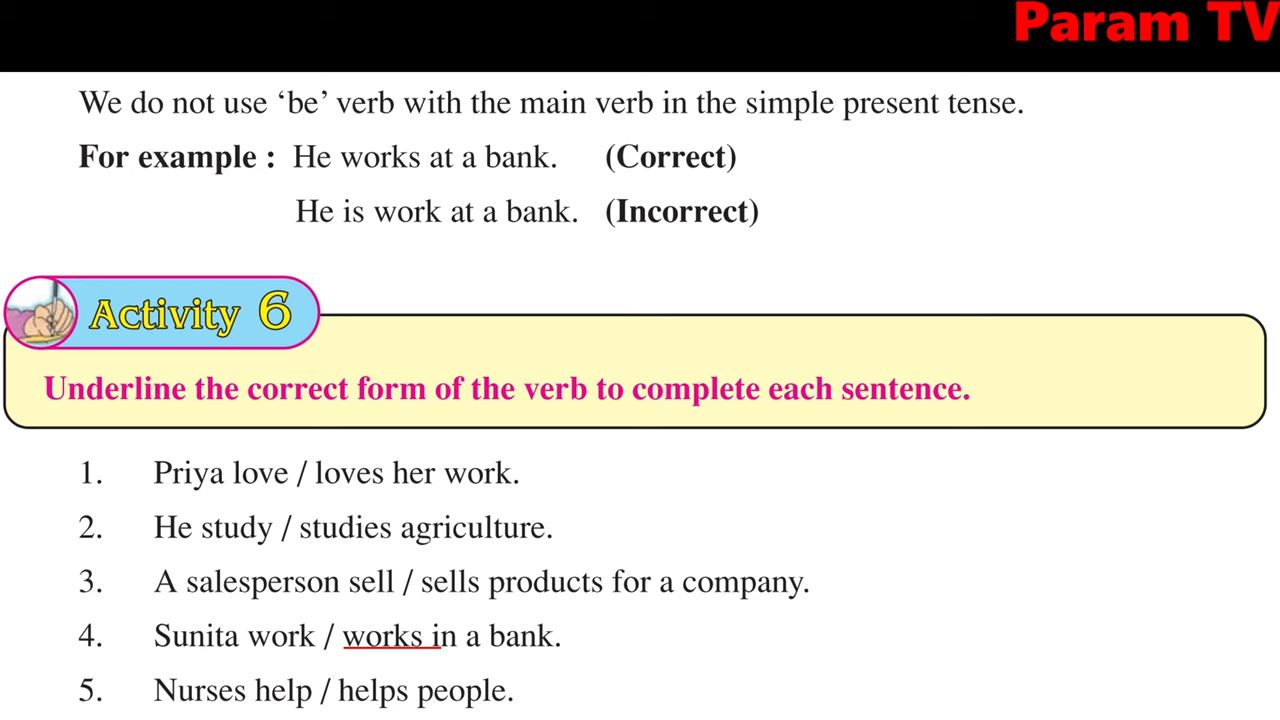 Param TV
We do not use ‘be’ verb with the main verb in the simple present tense.
For example : He works at a bank. (Correct)
He is work at a bank. (Incorrect)
Activity 6
Underline the correct form of the verb to complete each sentence.
1. Priya love / loves her work.
2. He study / studies agriculture.
3. A salesperson sell / sells products for a company.
4. Sunita work / works in a bank.
5. Nurses help / helps people.